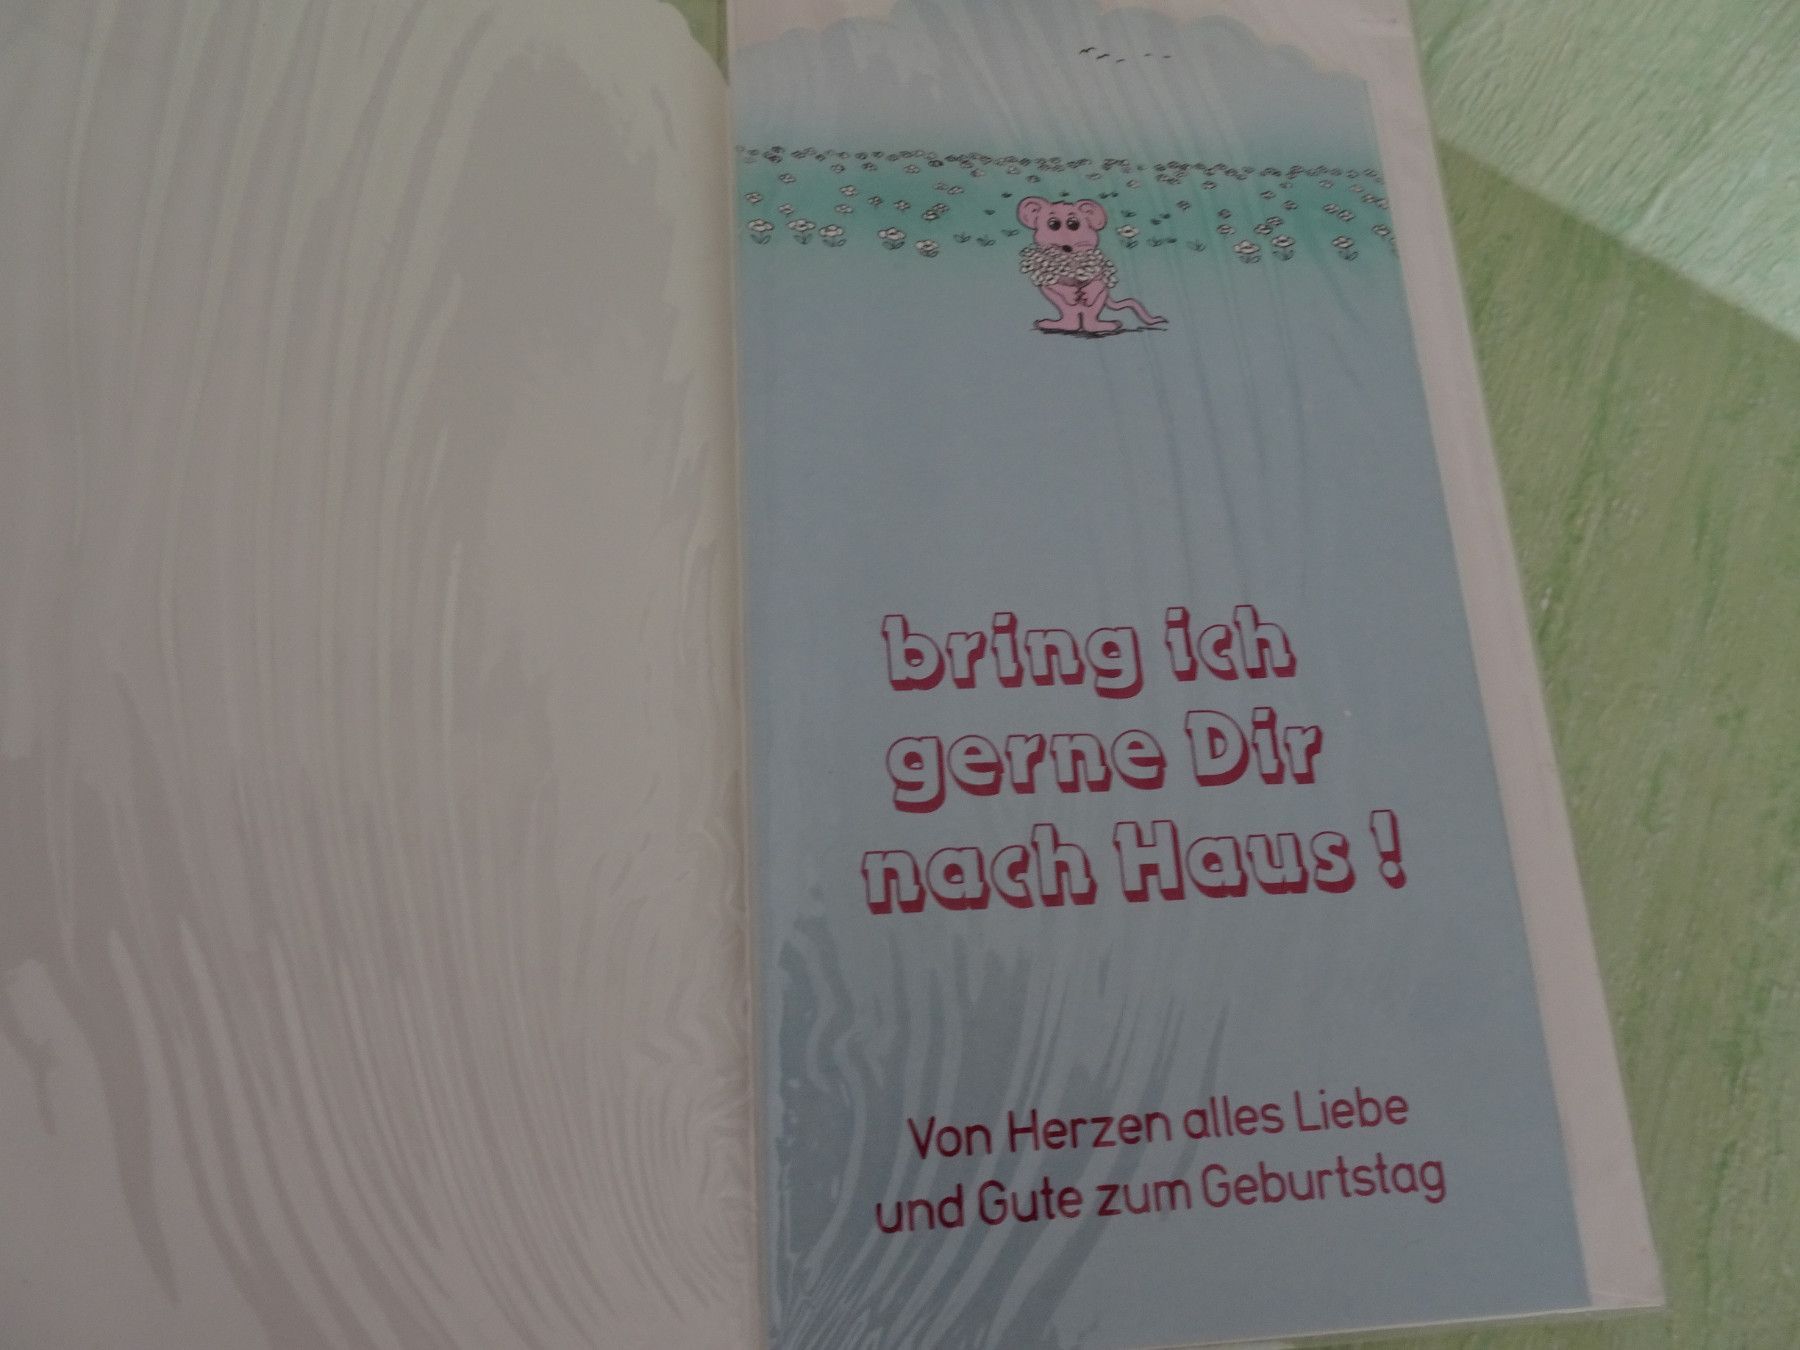 bring ich
gerne Dir
nach Haus !
Von Herzen alles Liebe
und Gute zum Geburtstag